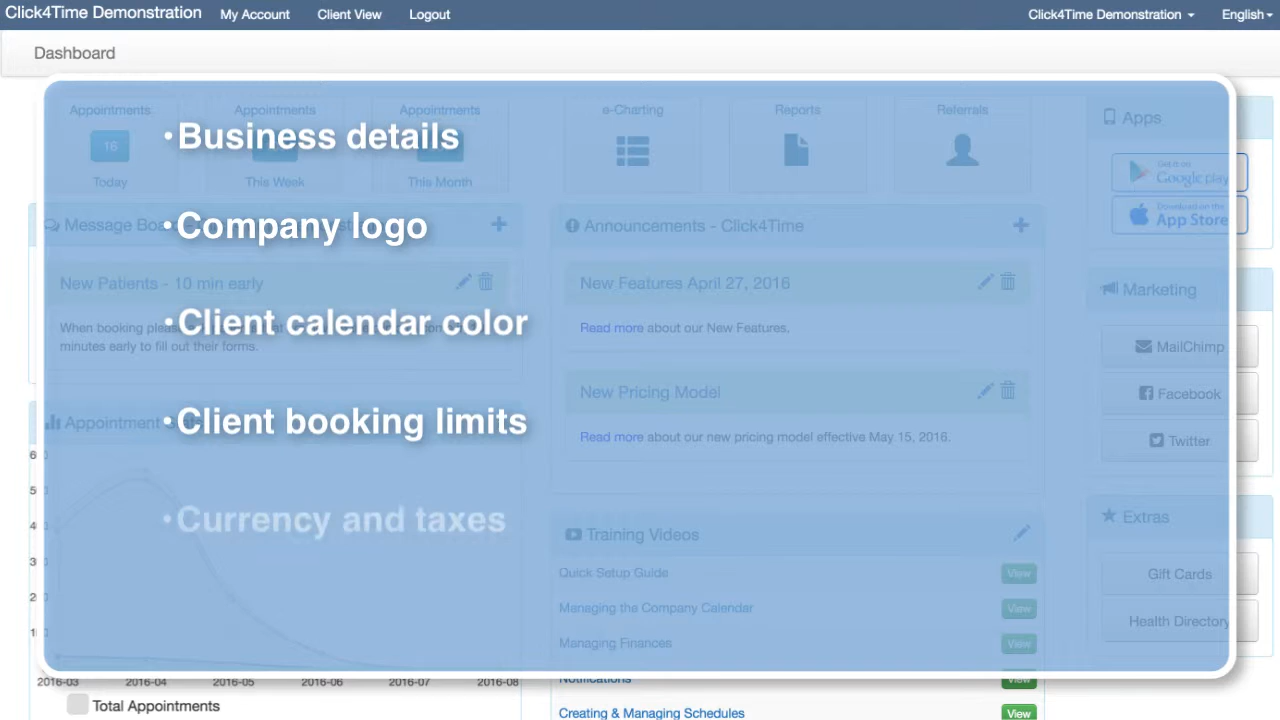 Click4Time Demonstration My Account Client View Logout Click4Time Demonstration English
Dashboard
Appointments Appointments Appointments e-Charting Reports Referrals
16
Today This Week This Month
Apps
Get it on
Google play
Download on the
App Store
• Business details
• Company logo
• Client calendar color
• Client booking limits
• Currency and taxes
Message
New Patients - 10 min early
When booking
minutes early to fill out their forms.
Appointment
Announcements - Click4Time
New Features April 27, 2016
Read more about our New Features.
New Pricing Model
Read more about our new pricing model effective May 15, 2016.
Marketing
MailChimp
Facebook
Twitter
Extras
Gift Cards
Health Directory
Training Videos
Quick Setup Guide View
Managing the Company Calendar View
Managing Finances View
Notifications View
Creating & Managing Schedules View
2016-03 2016-04 2016-05 2016-06 2016-07 2016-08
Total Appointments